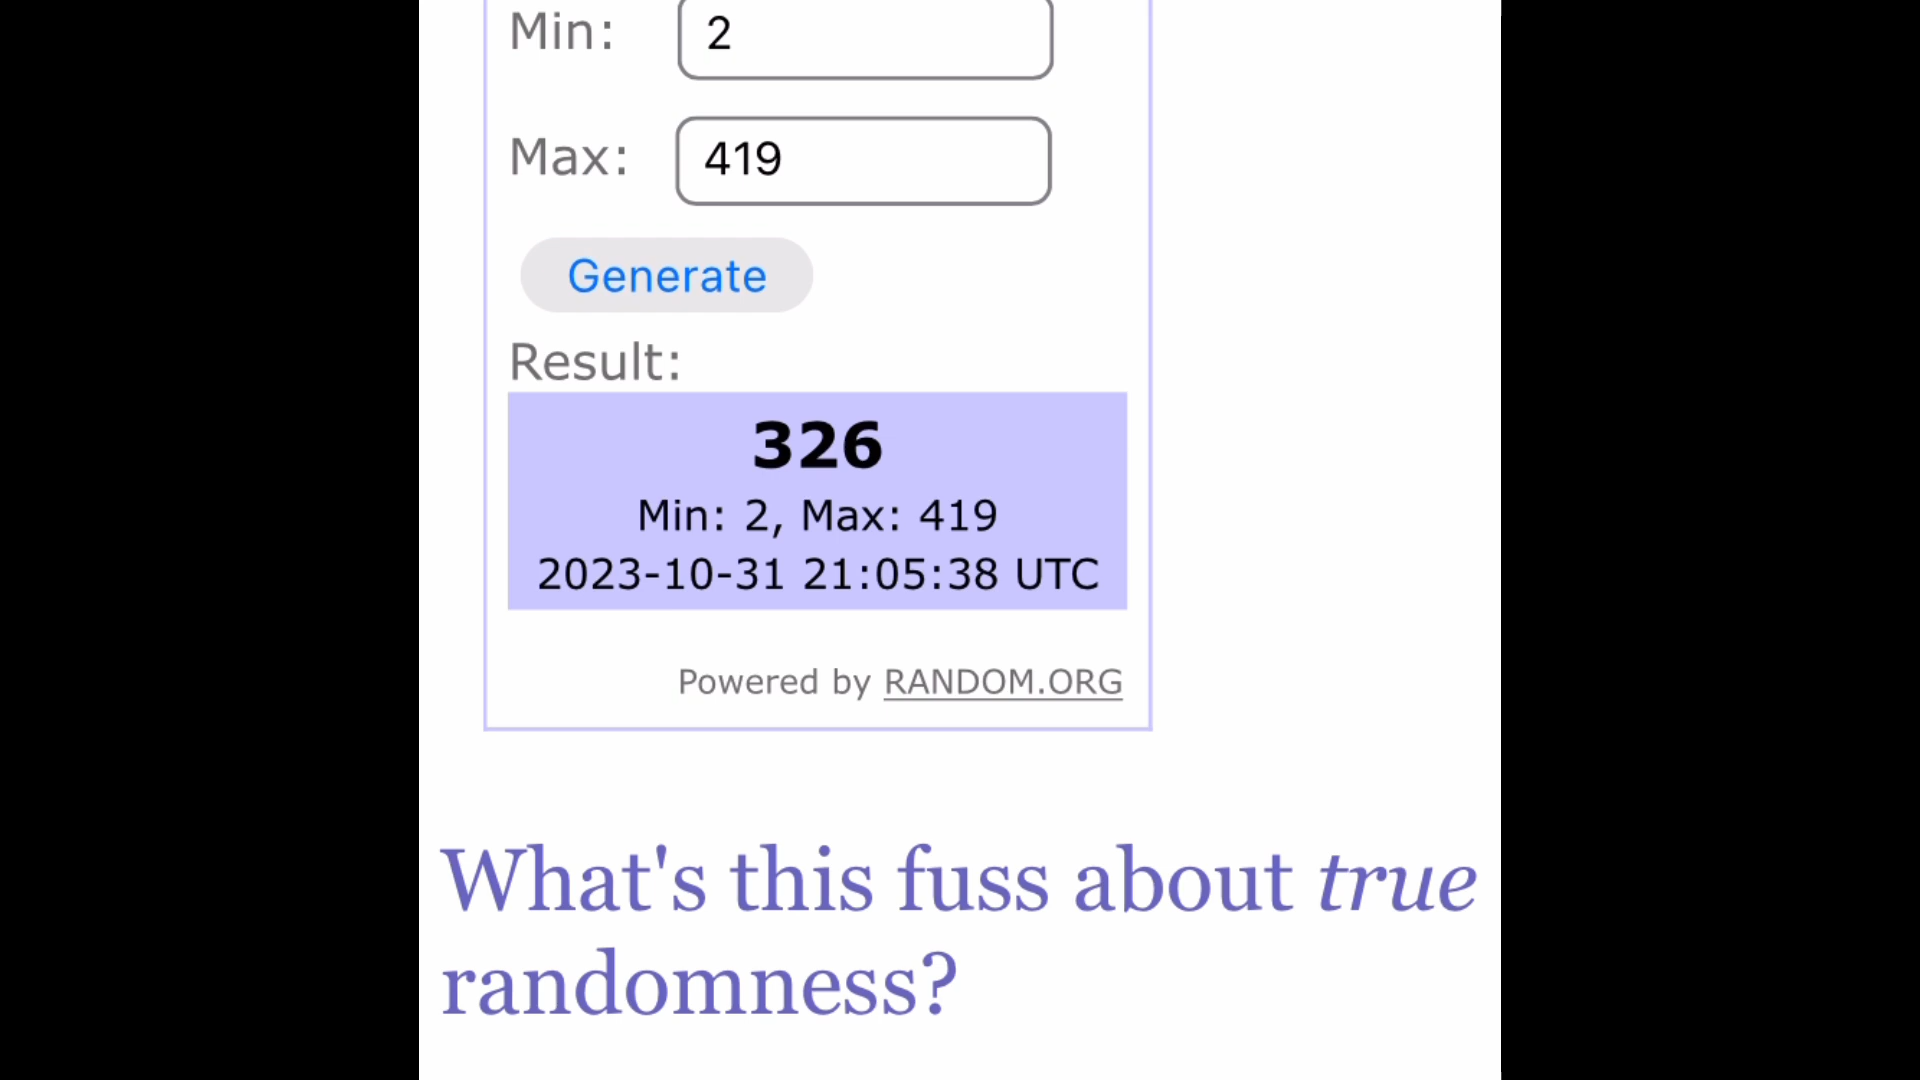 Min: 2
Max: 419
Generate
Result:
326
Min: 2, Max: 419
2023-10-31 21:05:38 UTC
Powered by RANDOM.ORG
What's this fuss about true
randomness?